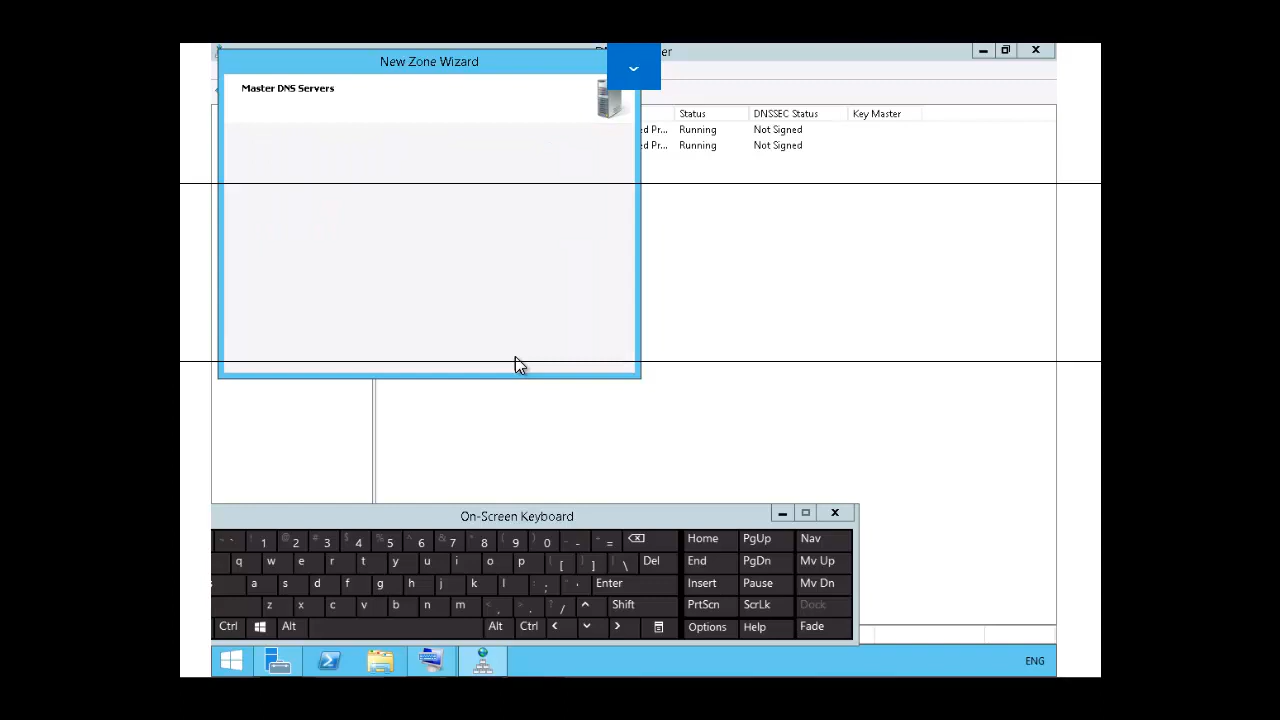 er
New Zone Wizard
Master DNS Servers
Status DNSSEC Status Key Master
ed Pr... Running Not Signed
ed Pr... Running Not Signed
On-Screen Keyboard
~ ` ! 1 @ 2 # 3 $ 4 % 5 ^ 6 & 7 * 8 ( 9 ) 0 _ - + = Home PgUp Nav
q w e r t y u i o p { [ } ] | \ Del End PgDn Mv Up
a s d f g h j k l : ; " ' Enter Insert Pause Mv Dn
z x c v b n m < , > . ? / Shift PrtScn ScrLk Dock
Ctrl Alt Alt Ctrl Options Help Fade
ENG